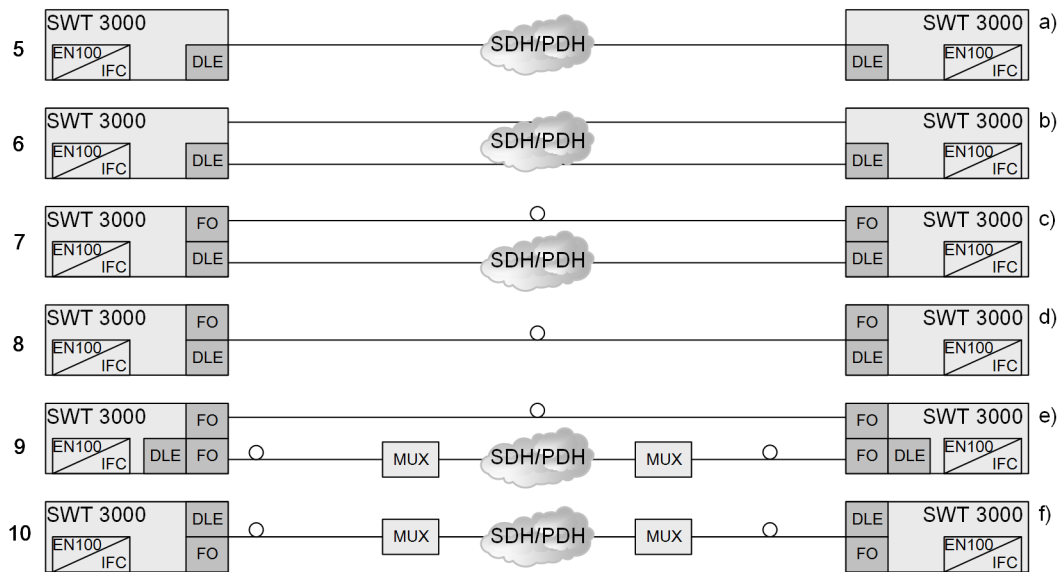 SWT 3000 SWT 3000 a)
5 EN100 IFC DLE SDH/PDH DLE EN100 IFC
SWT 3000 SWT 3000 b)
6 EN100 IFC DLE SDH/PDH DLE EN100 IFC
SWT 3000 FO FO SWT 3000 c)
7 EN100 IFC DLE SDH/PDH DLE EN100 IFC
SWT 3000 FO FO SWT 3000 d)
8 EN100 IFC DLE DLE EN100 IFC
SWT 3000 FO FO SWT 3000 e)
9 EN100 IFC DLE FO MUX SDH/PDH MUX FO DLE EN100 IFC
SWT 3000 DLE DLE SWT 3000 f)
10 EN100 IFC FO MUX SDH/PDH MUX FO EN100 IFC